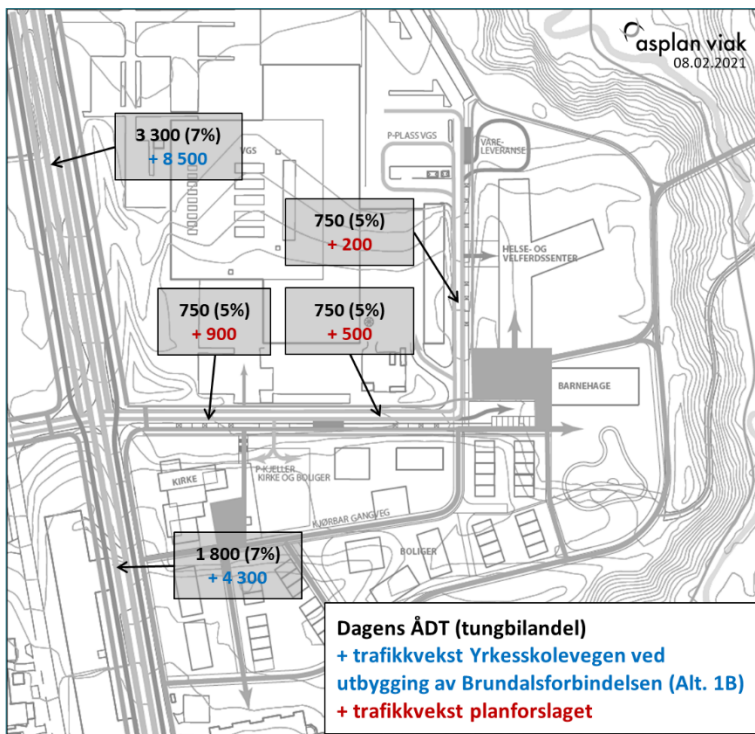 asplan viak
08.02.2021
3 300 (7%)
+ 8 500
VGS
P-PLASS VGS
VARE-
LEVERANSE
750 (5%)
+ 200
HELSE- OG
VELFERDSSENTER
750 (5%)
+ 900
750 (5%)
+ 500
BARNEHAGE
KIRKE
P-KJELLER
KIRKE OG BOLIGER
KJØRBAR GANGVEG
BOLIGER
1 800 (7%)
+ 4 300
Dagens ÅDT (tungbilandel)
+ trafikkvekst Yrkesskolevegen ved
utbygging av Brundalsforbindelsen (Alt. 1B)
+ trafikkvekst planforslaget